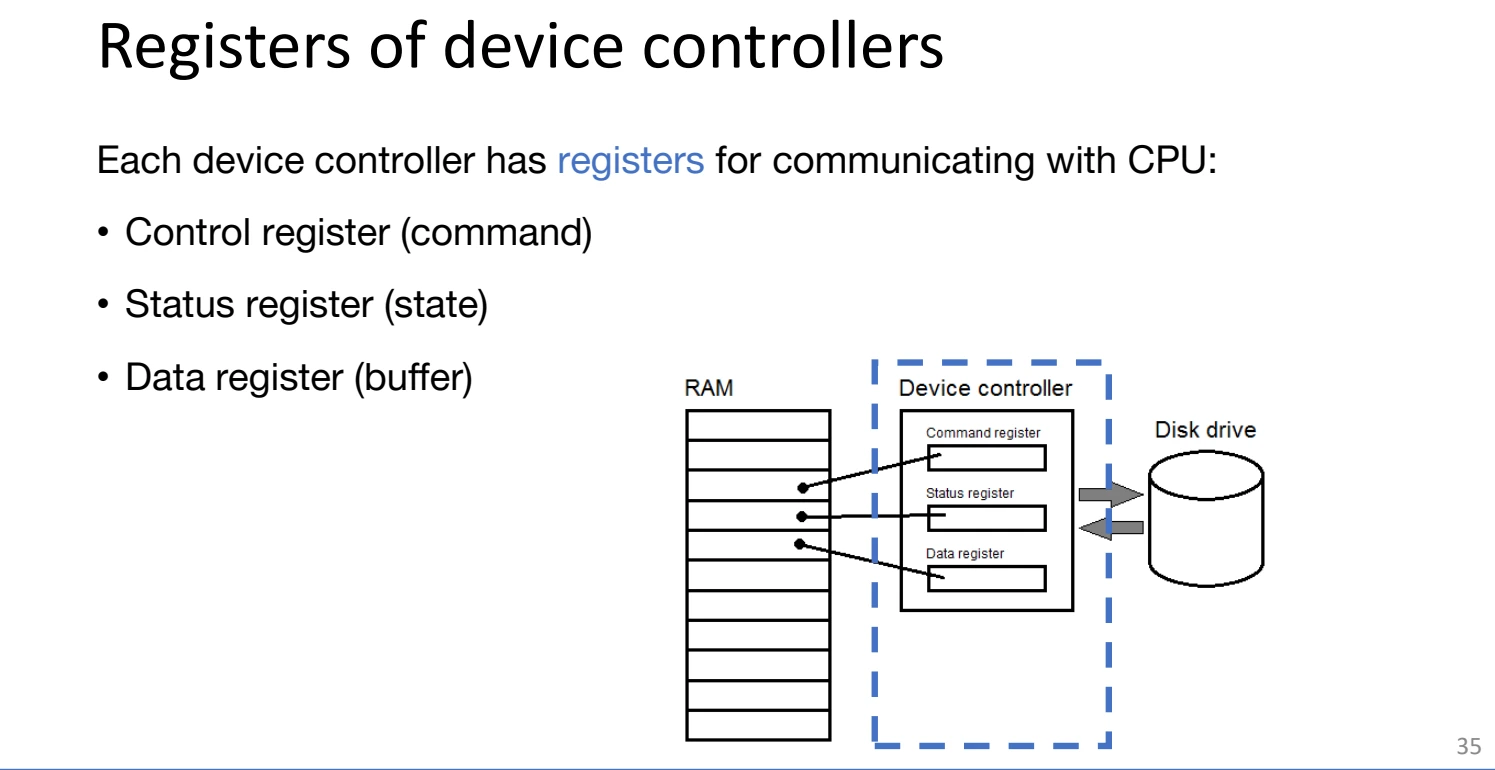 Registers of device controllers
Each device controller has registers for communicating with CPU:
• Control register (command)
• Status register (state)
• Data register (buffer)
RAM
Device controller
Command register
Status register
Data register
Disk drive
35